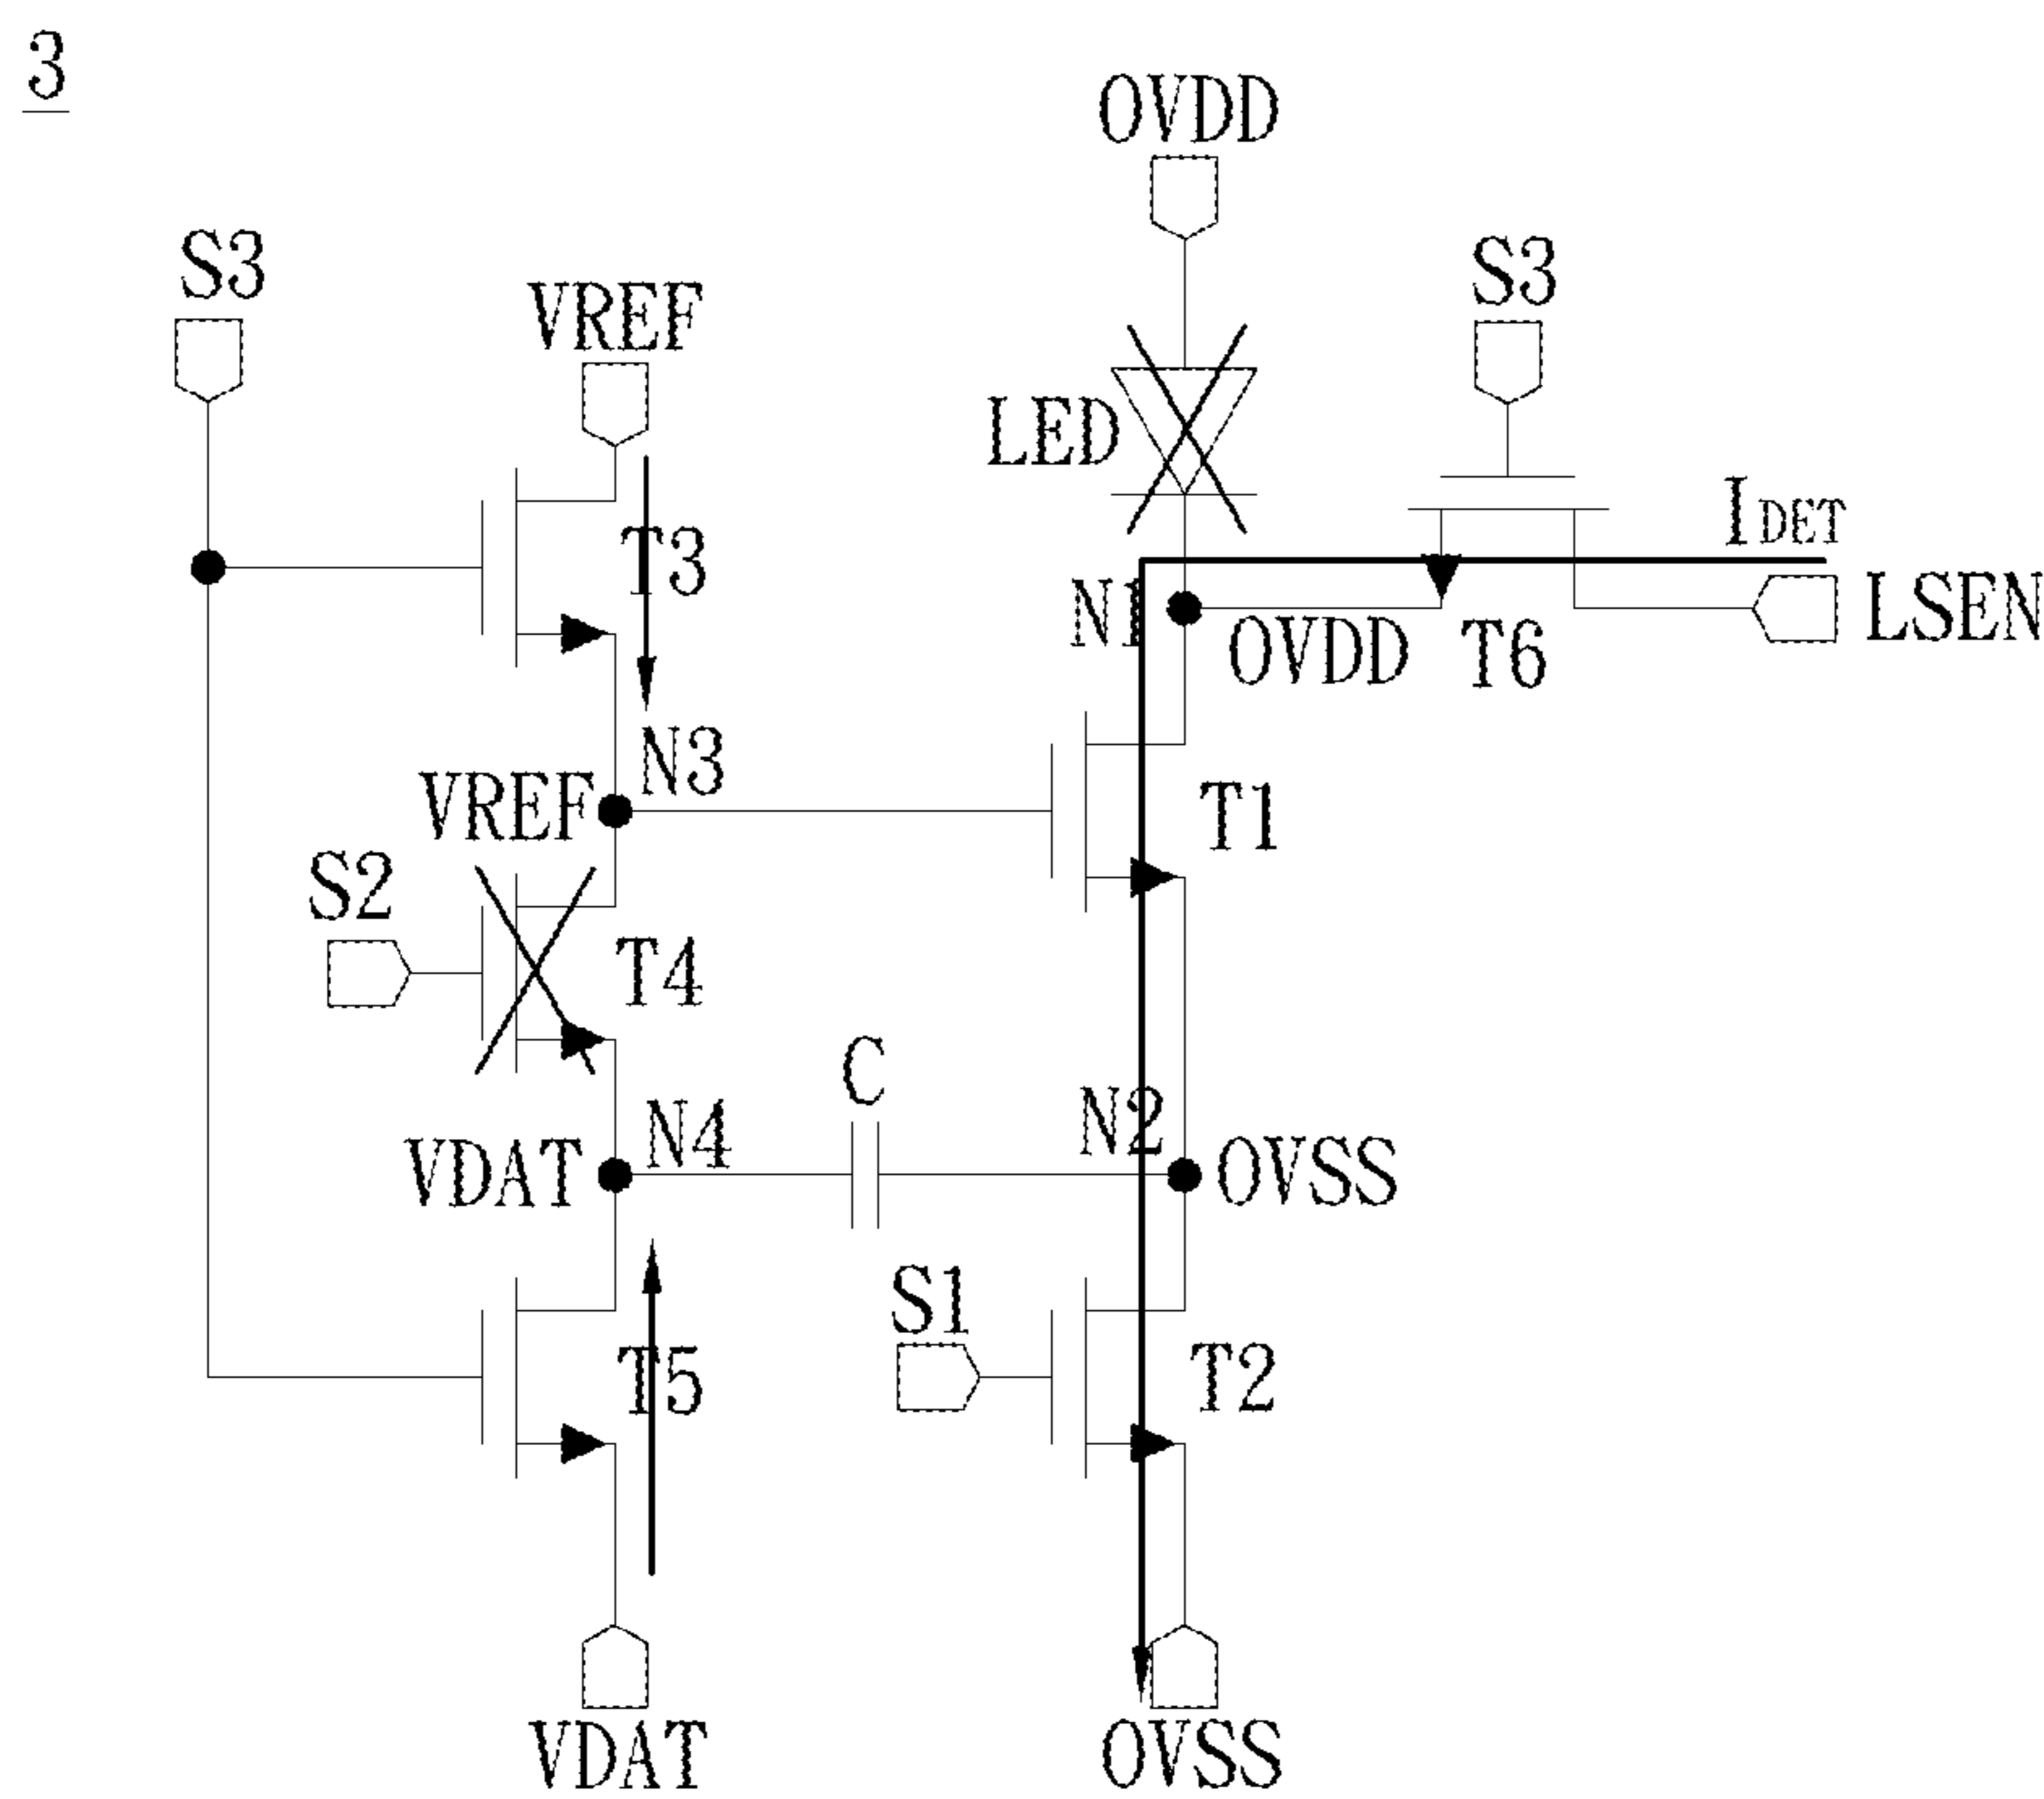 3
OVDD
S3
S3
VREF
LED
IDET
T3
N1
LSEN
OVDD
T6
N3
VREF
T1
S2
T4
C
N4
N2
VDAT
OVSS
S1
T5
T2
VDAT
OVSS